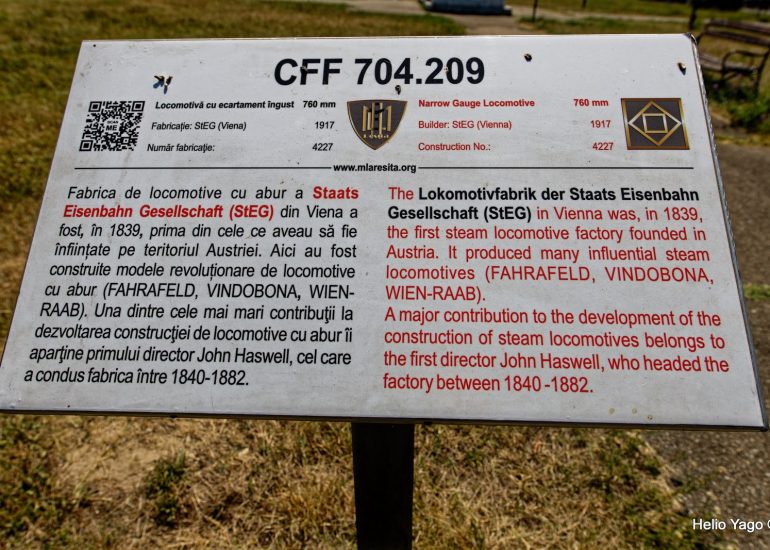 CFF 704.209
Locomotivă cu ecartament îngust 760 mm
Fabricație: StEG (Viena) 1917
Număr fabricație: 4227
Narrow Gauge Locomotive 760 mm
Builder: StEG (Vienna) 1917
Construction No.: 4227
www.mlaresita.org
Fabrica de locomotive cu abur a Staats
Eisenbahn Gesellschaft (StEG) din Viena a
fost, în 1839, prima din cele ce aveau să fie
înființate pe teritoriul Austriei. Aici au fost
construite modele revoluționare de locomotive
cu abur (FAHRAFELD, VINDOBONA, WIEN-
RAAB). Una dintre cele mai mari contribuţii la
dezvoltarea construcţiei de locomotive cu abur îi
aparţine primului director John Haswell, cel care
a condus fabrica între 1840-1882.
The Lokomotivfabrik der Staats Eisenbahn
Gesellschaft (StEG) in Vienna was, in 1839,
the first steam locomotive factory founded in
Austria. It produced many influential steam
locomotives (FAHRAFELD, VINDOBONA,
WIEN-RAAB).
A major contribution to the development of the
construction of steam locomotives belongs to
the first director John Haswell, who headed the
factory between 1840 -1882.
Helio Yago ©